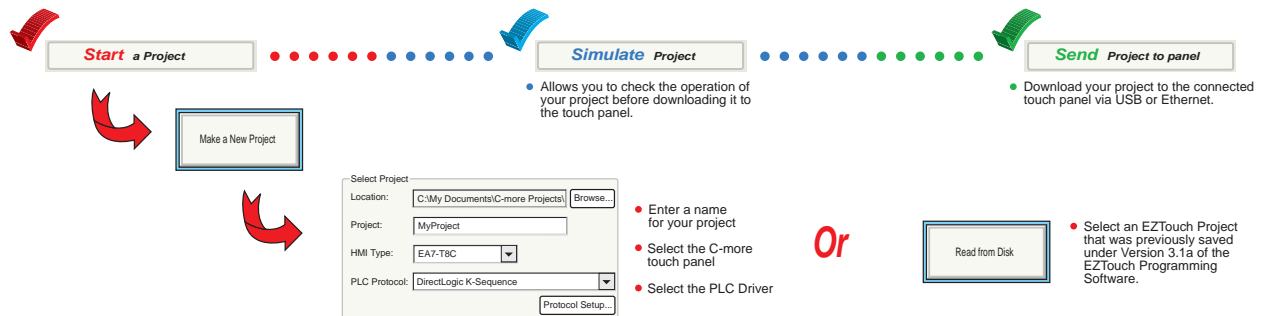 Start a Project
Simulate Project
Send Project to panel
• Allows you to check the operation of
your project before downloading it to
the touch panel.
• Download your project to the connected
touch panel via USB or Ethernet.
Make a New Project
Select Project
Location: C:\My Documents\C-more Projects\ Browse...
Project: MyProject
HMI Type: EA7-T8C
PLC Protocol: DirectLogic K-Sequence
Protocol Setup...
• Enter a name
for your project
• Select the C-more
touch panel
• Select the PLC Driver
Or
Read from Disk
• Select an EZTouch Project
that was previously saved
under Version 3.1a of the
EZTouch Programming
Software.